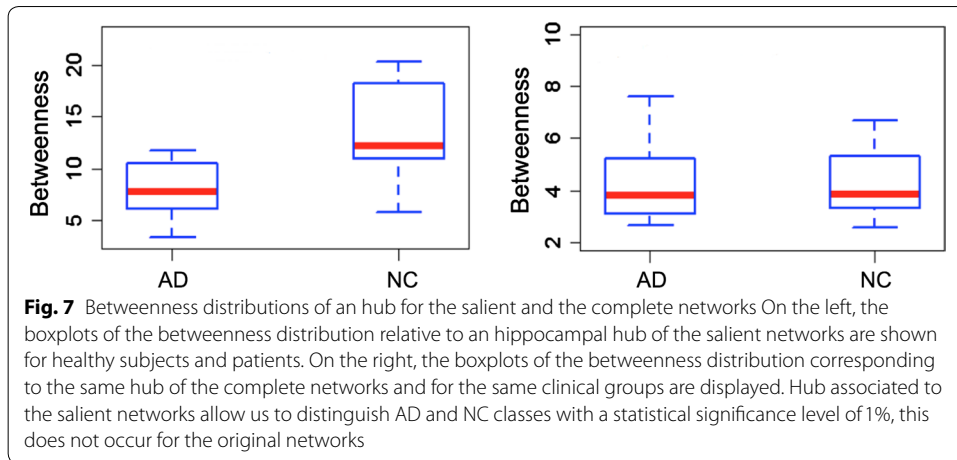 Betweenness
20
15
10
5
AD
NC
Betweenness
10
8
6
4
2
AD
NC
Fig. 7 Betweenness distributions of an hub for the salient and the complete networks On the left, the
boxplots of the betweenness distribution relative to an hippocampal hub of the salient networks are shown
for healthy subjects and patients. On the right, the boxplots of the betweenness distribution corresponding
to the same hub of the complete networks and for the same clinical groups are displayed. Hub associated to
the salient networks allow us to distinguish AD and NC classes with a statistical significance level of 1%, this
does not occur for the original networks